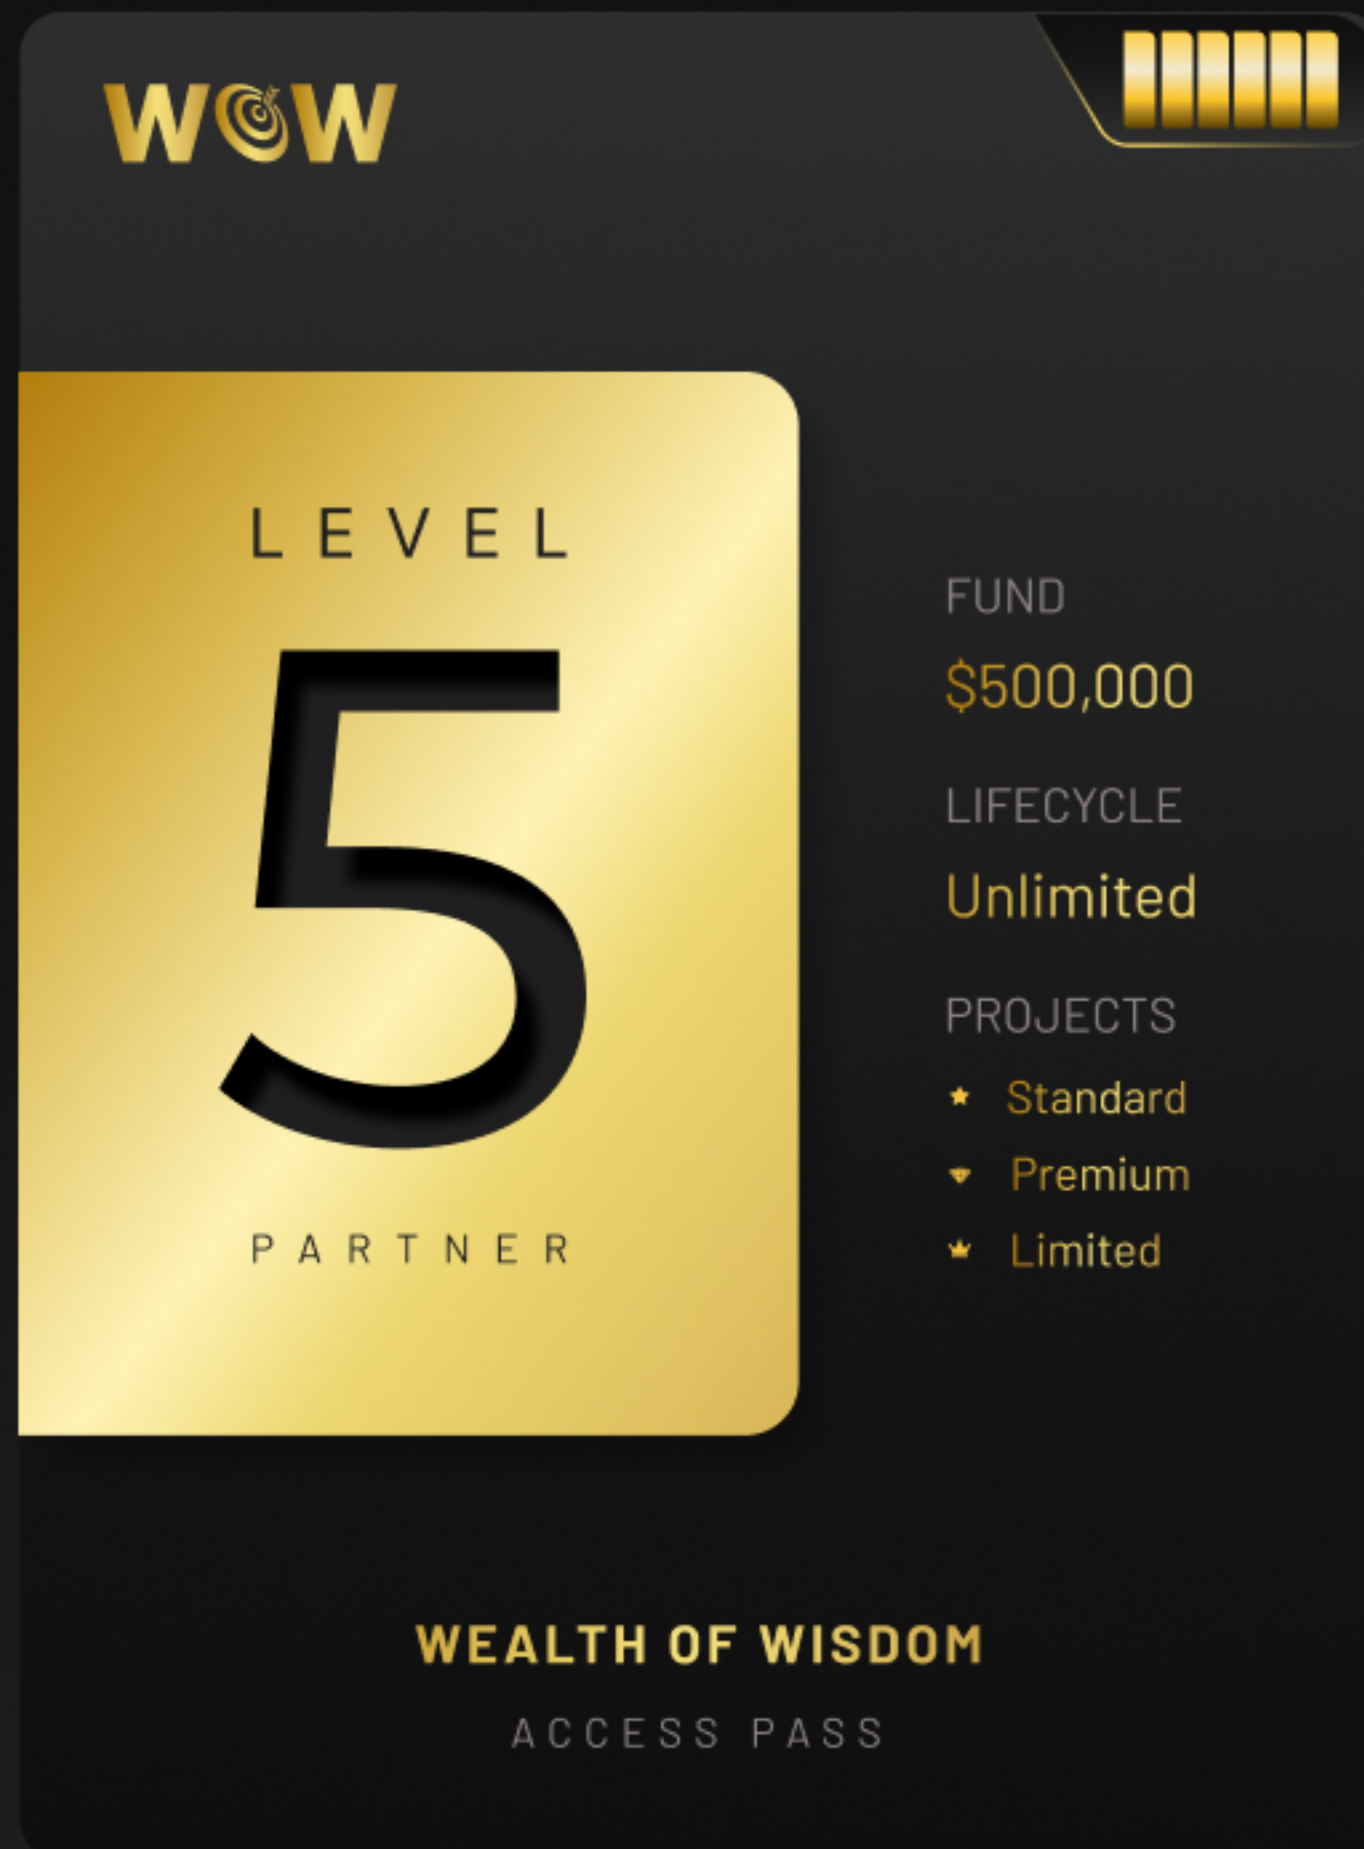 WOW
LEVEL
5
PARTNER
FUND
$500,000
LIFECYCLE
Unlimited
PROJECTS
Standard
Premium
Limited
WEALTH OF WISDOM
ACCESS PASS